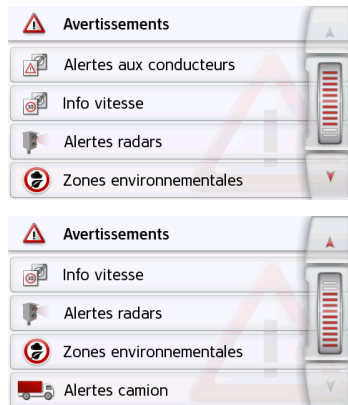 Avertissements
Alertes aux conducteurs
Info vitesse
Alertes radars
Zones environnementales
Avertissements
Info vitesse
Alertes radars
Zones environnementales
Alertes camion